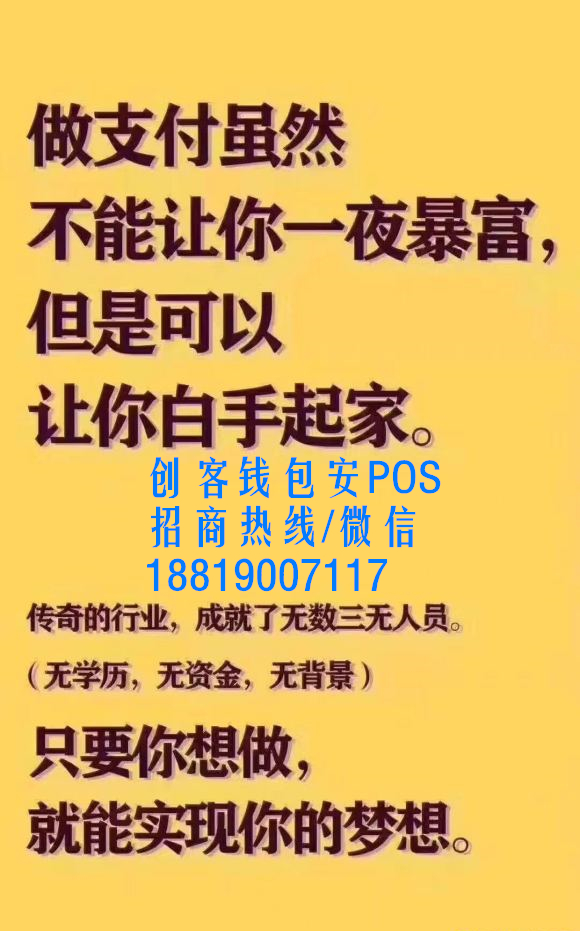 做支付虽然
不能让你一夜暴富，
但是可以
让你白手起家。
创客钱包安POS
招商热线/微信
18819007117
传奇的行业，成就了无数三无人员。
（无学历，无资金，无背景）
只要你想做，
就能实现你的梦想。